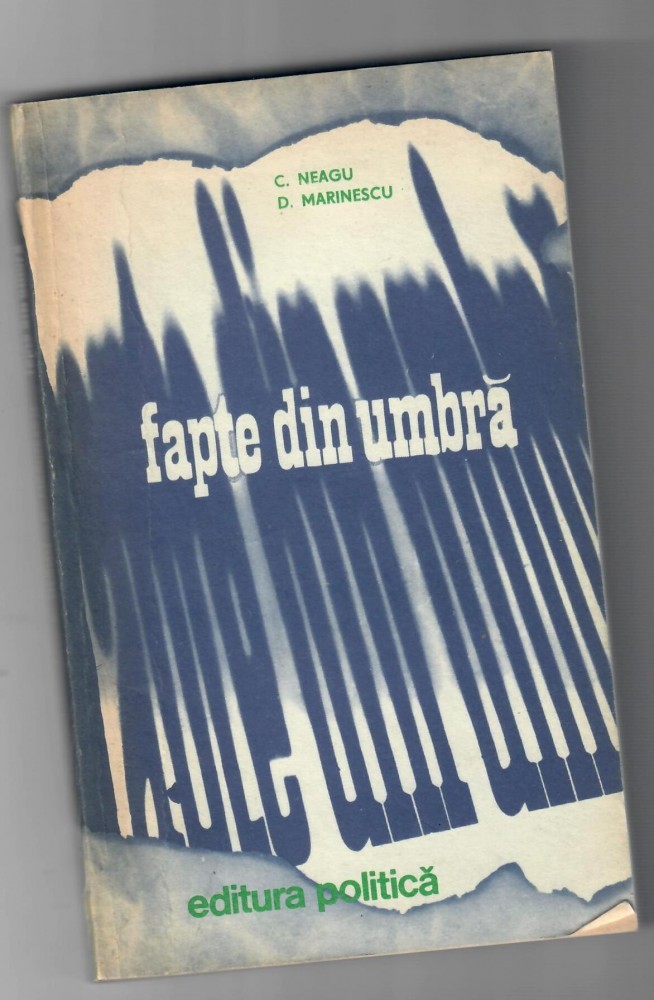 C. NEAGU
D. MARINESCU
fapte din umbră
editura politică